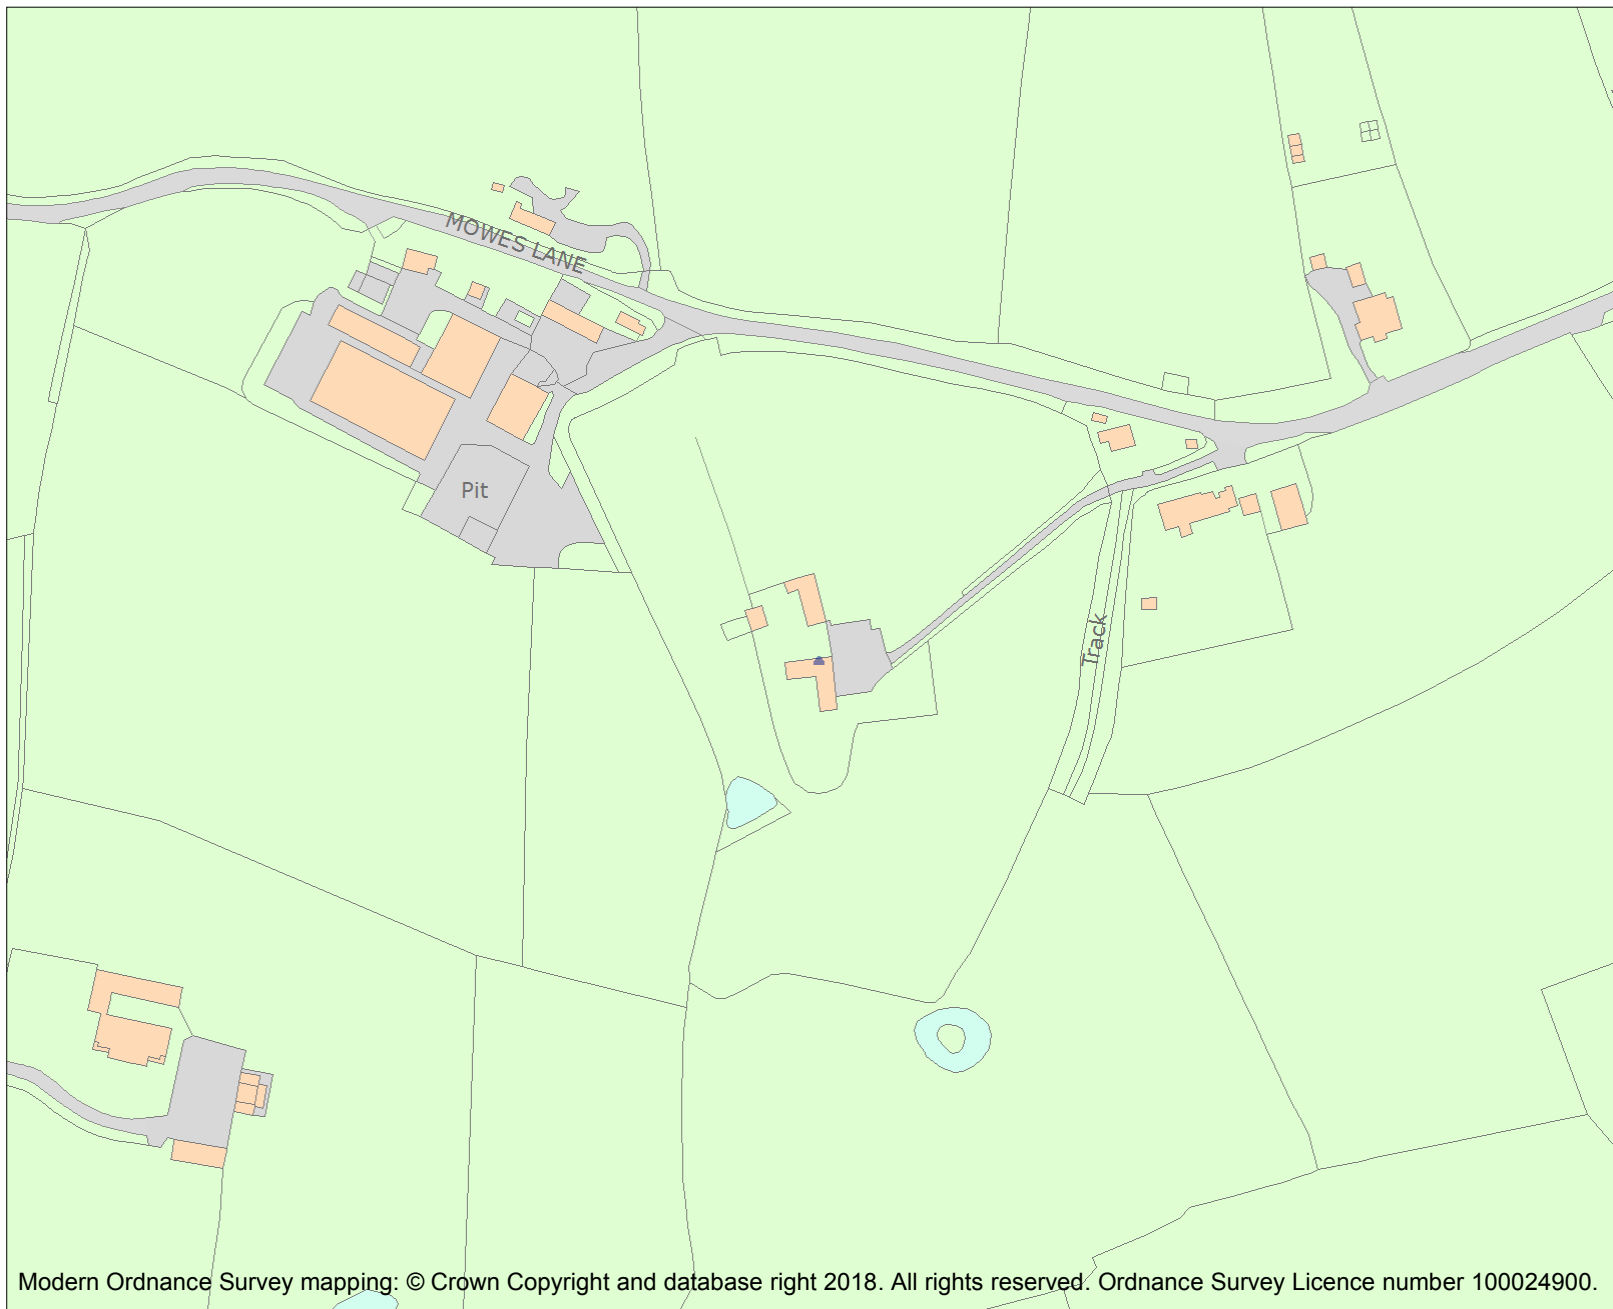 MOWES LANE
Pit
Track
Modern Ordnance Survey mapping: © Crown Copyright and database right 2018. All rights reserved. Ordnance Survey Licence number 100024900.